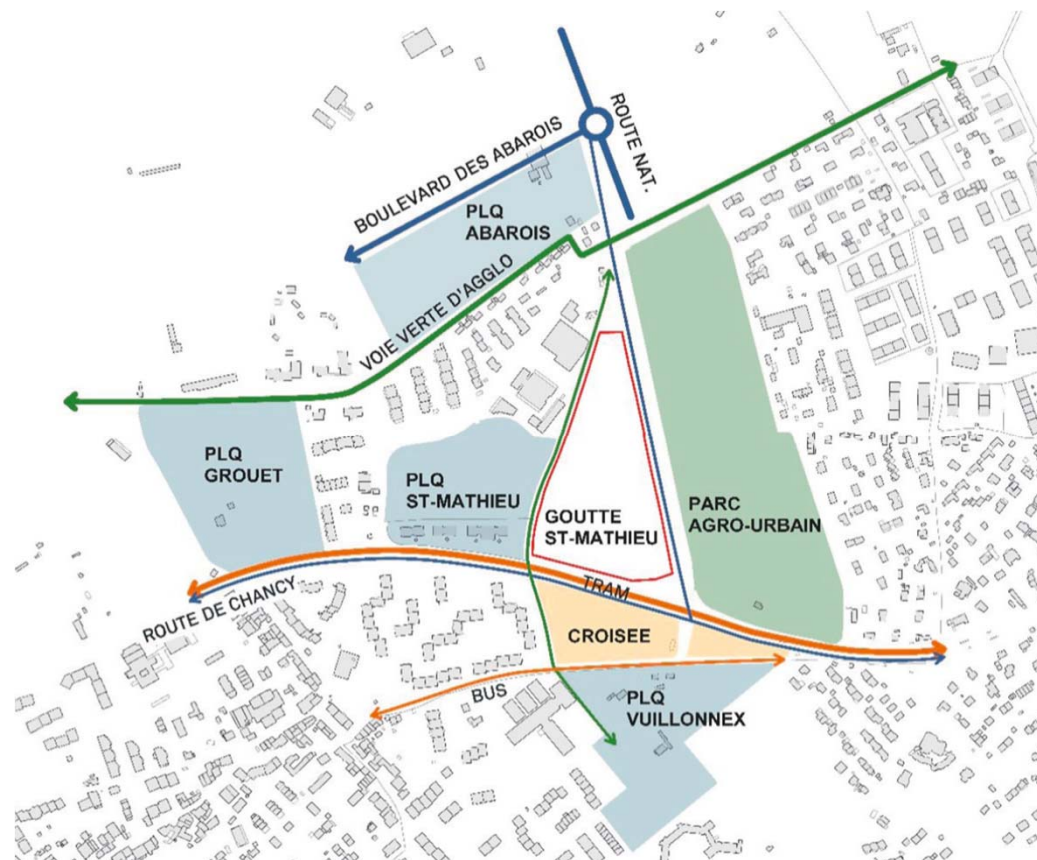 ROUTE NAT.
BOULEVARD DES ABAROIS
PLQ
ABAROIS
VOIE VERTE D'AGGLO
PLQ
GROUET
PLQ
ST-MATHIEU
GOUTTE
ST-MATHIEU
PARC
AGRO-URBAIN
TRAM
ROUTE DE CHANCY
CROISEE
BUS
PLQ
VUILLONNEX